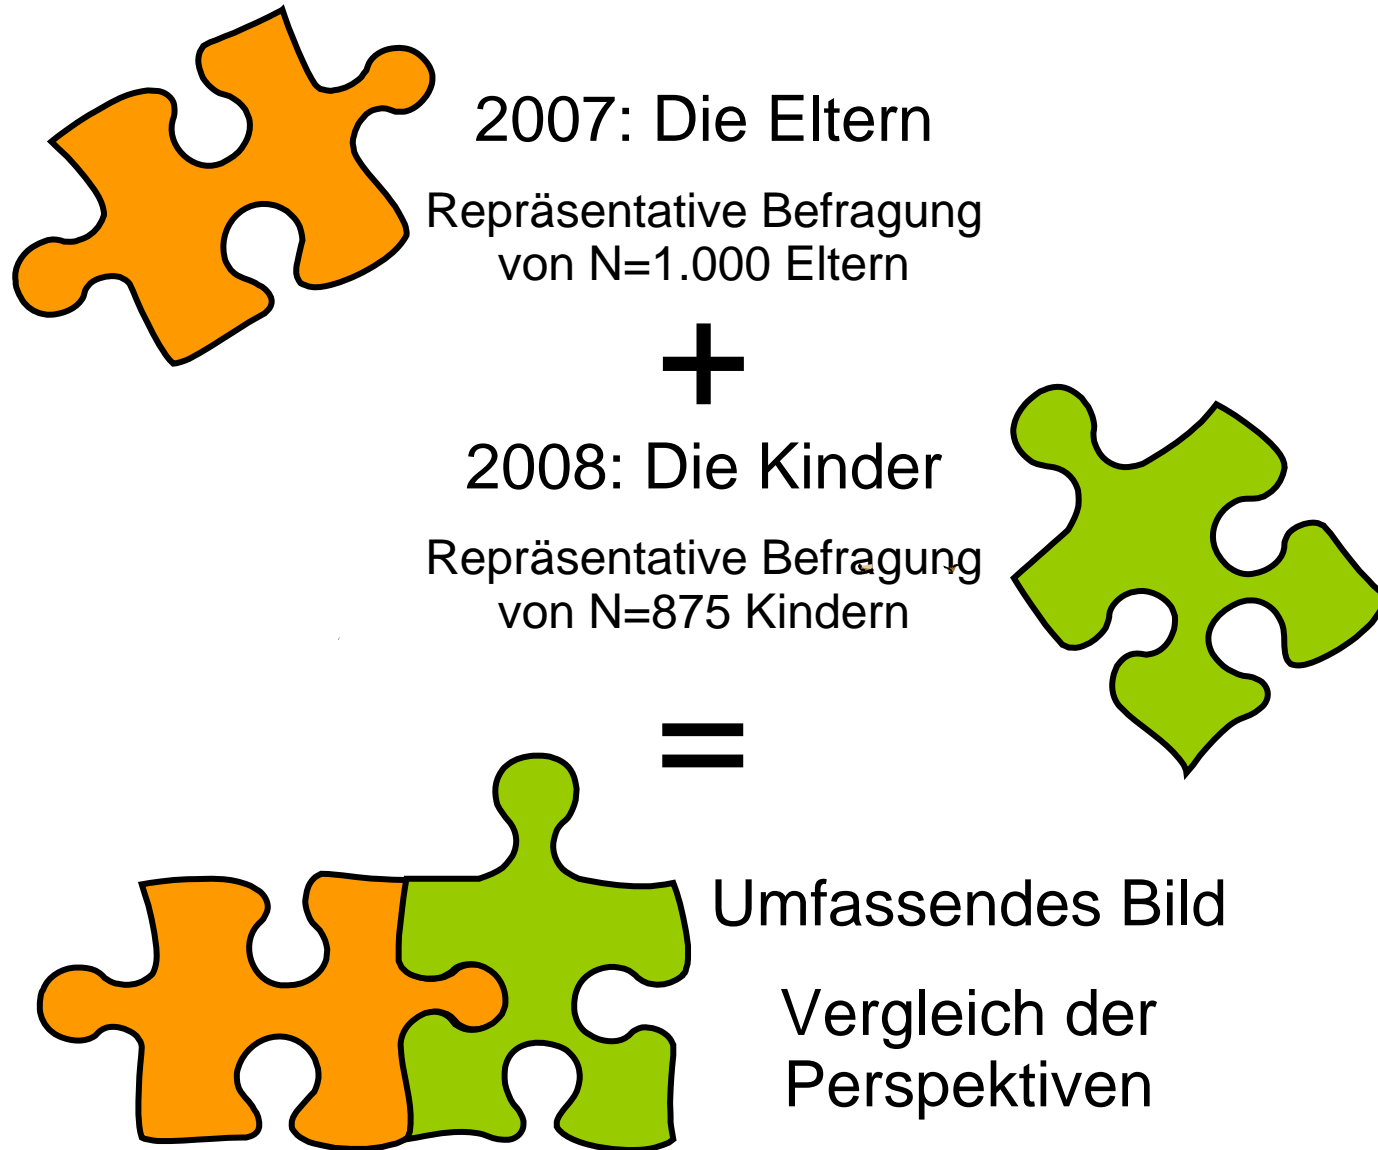 2007: Die Eltern
Repräsentative Befragung
von N=1.000 Eltern
+
2008: Die Kinder
Repräsentative Befragung
von N=875 Kindern
=
Umfassendes Bild
Vergleich der
Perspektiven